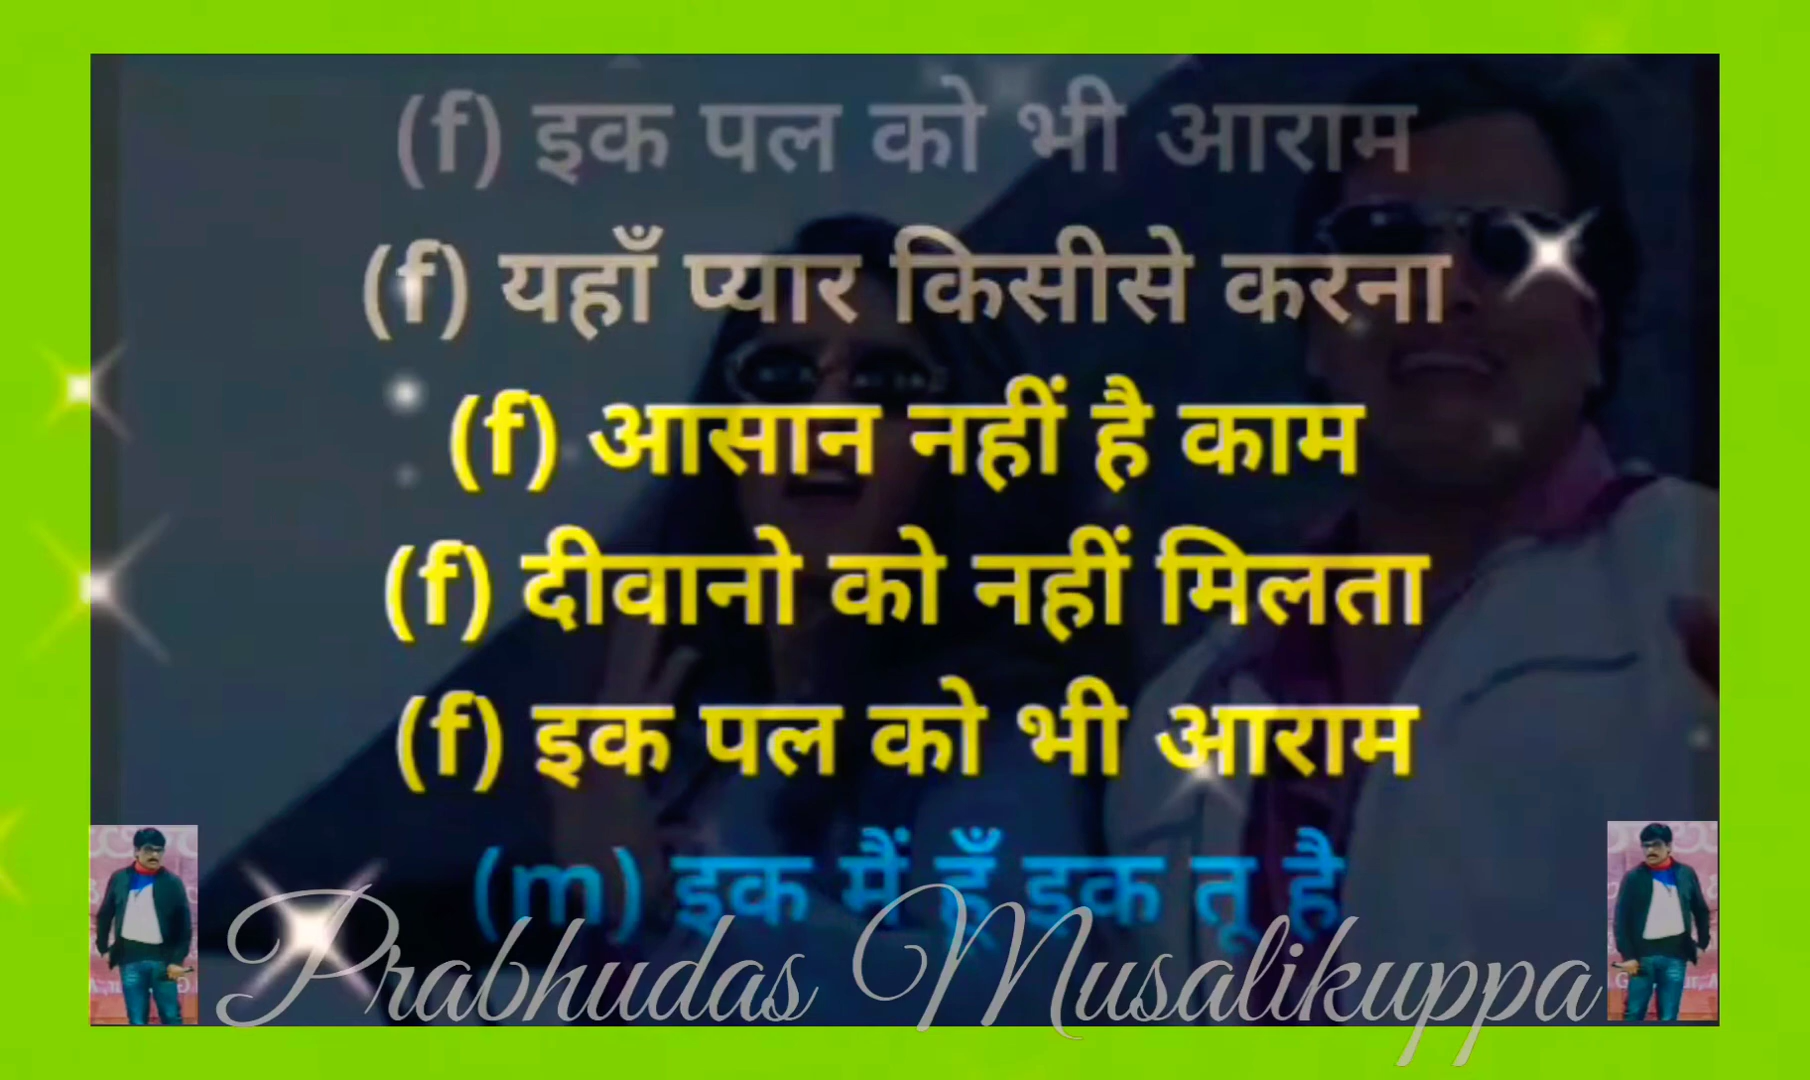 (f) इक पल को भी आराम
(f) यहाँ प्यार किसीसे करना
(f) आसान नहीं है काम
(f) दीवानो को नहीं मिलता
(f) इक पल को भी आराम
(m) इक मैं हूँ इक तू है
Prabhudas Musalikuppa